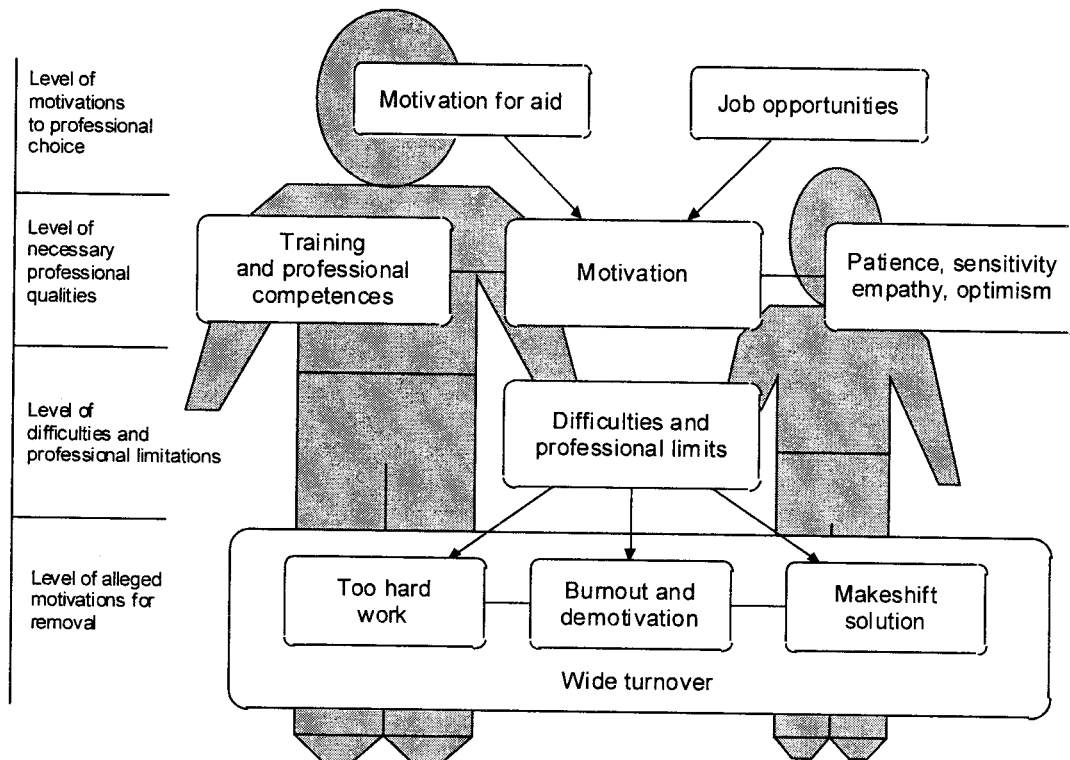 Level of
motivations
to professional
choice
Motivation for aid
Job opportunities
Level of
necessary
professional
qualities
Training
and professional
competences
Motivation
Patience, sensitivity
empathy, optimism
Level of
difficulties and
professional limitations
Difficulties and
professional limits
Level of alleged
motivations for
removal
Too hard
work
Burnout and
demotivation
Makeshift
solution
Wide turnover